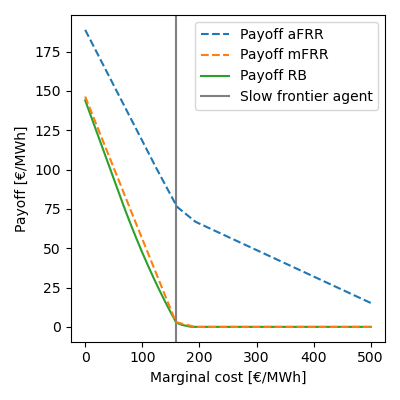 Payoff aFRR
Payoff mFRR
Payoff RB
Slow frontier agent
175
150
125
100
75
50
25
0
Payoff [€/MWh]
0 100 200 300 400 500
Marginal cost [€/MWh]